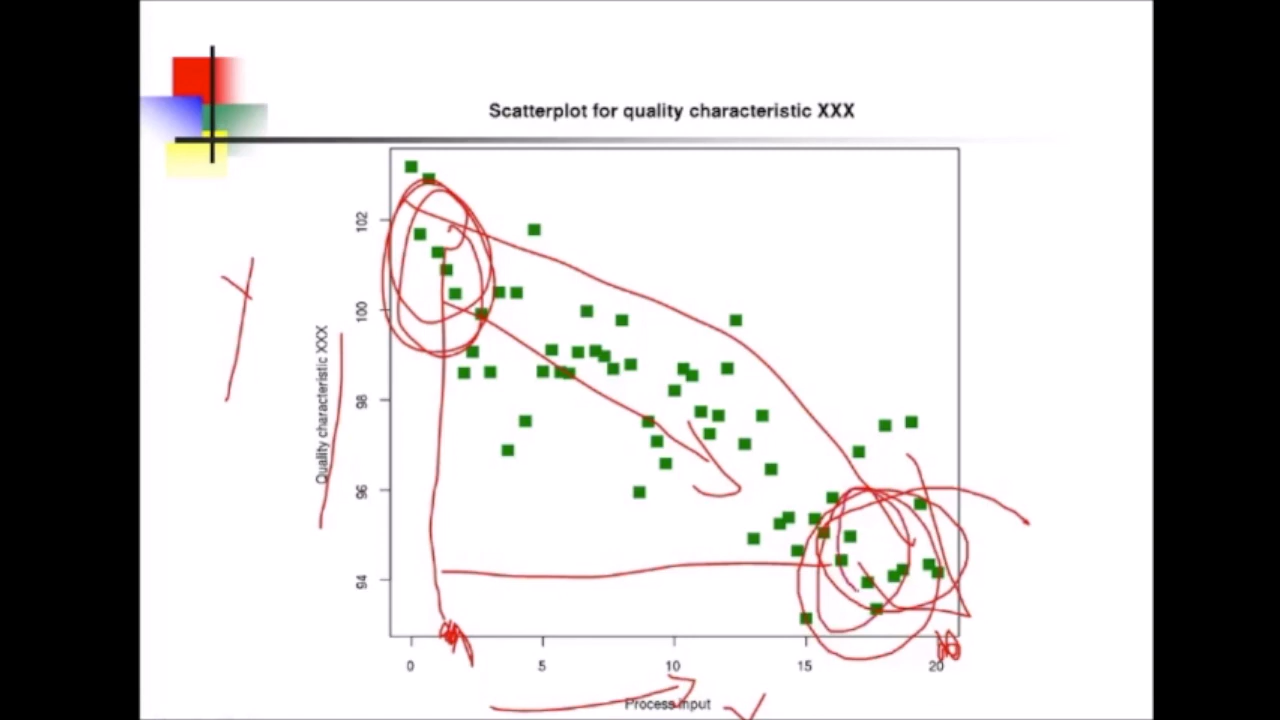 Scatterplot for quality characteristic XXX
Quality characteristic XXX
102
100
98
96
94
0 5 10 15 20
Process input
Y